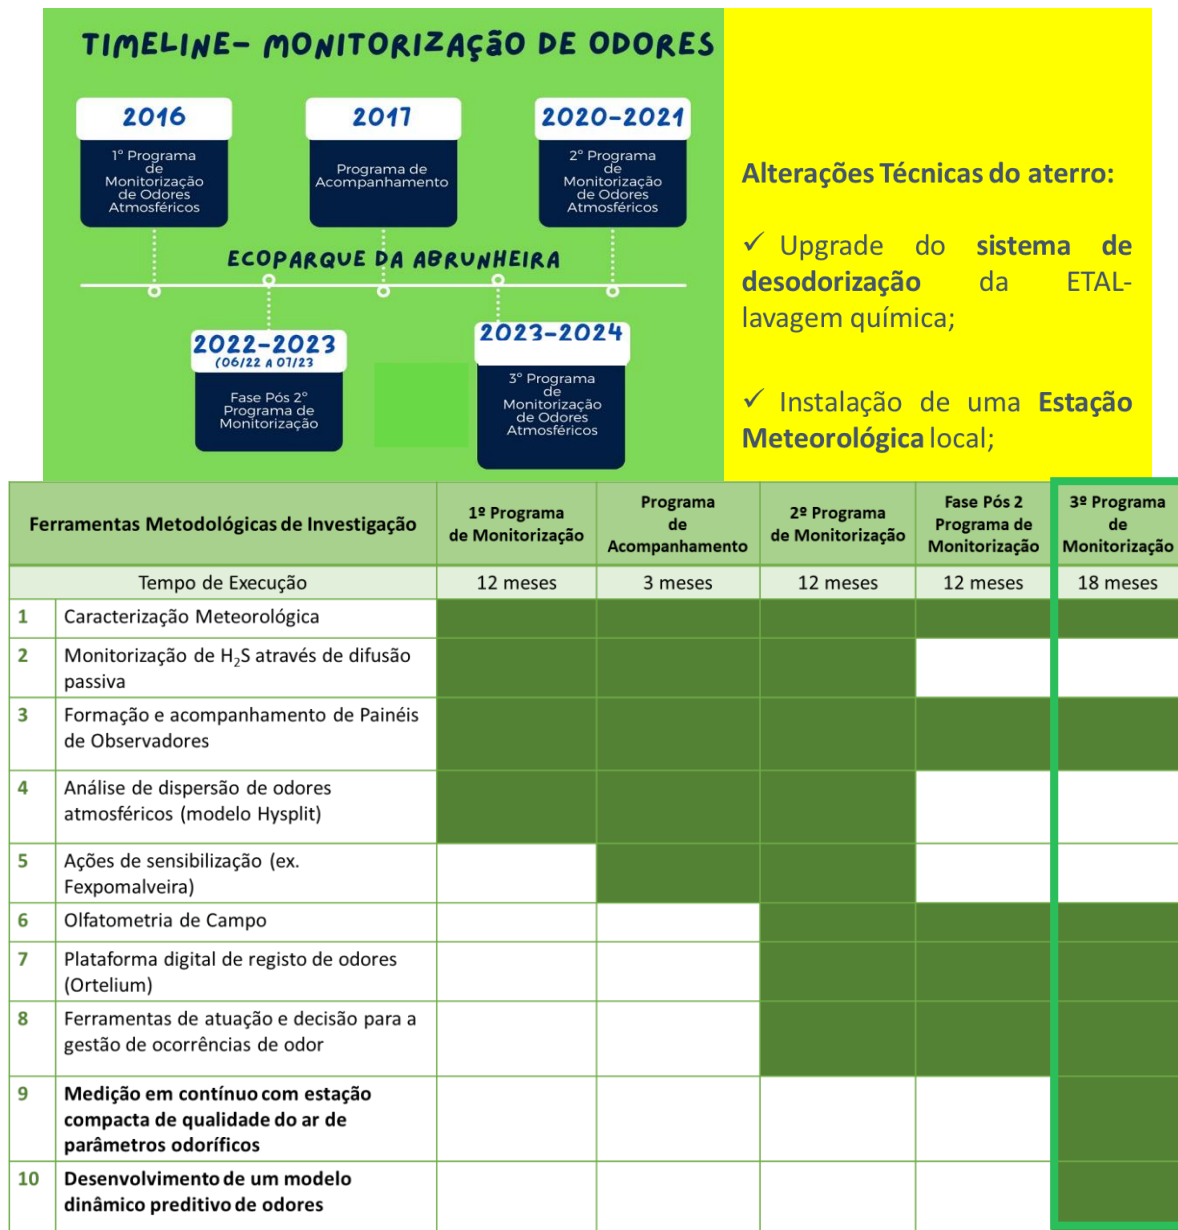 TIMELINE- MONITORIZAÇÃO DE ODORES
2016
1º Programa
de
Monitorização
de Odores
Atmosféricos
2017
Programa de
Acompanhamento
2020-2021
2º Programa
de
Monitorização
de Odores
Atmosféricos
ECOPARQUE DA ABRUNHEIRA
2022-2023
(06/22 A 07/23
Fase Pós 2º
Programa de
Monitorização
2023-2024
3º Programa
de
Monitorização
de Odores
Atmosféricos
Alterações Técnicas do aterro:
✓ Upgrade do sistema de
desodorização da ETAL-
lavagem química;
✓ Instalação de uma Estação
Meteorológica local;
Ferramentas Metodológicas de Investigação
1º Programa
de Monitorização
Programa
de
Acompanhamento
2º Programa
de Monitorização
Fase Pós 2
Programa de
Monitorização
3º Programa
de
Monitorização
Tempo de Execução 12 meses 3 meses 12 meses 12 meses 18 meses
1 Caracterização Meteorológica
2 Monitorização de H₂S através de difusão
passiva
3 Formação e acompanhamento de Painéis
de Observadores
4 Análise de dispersão de odores
atmosféricos (modelo Hysplit)
5 Ações de sensibilização (ex.
Fexpomalveira)
6 Olfatometria de Campo
7 Plataforma digital de registo de odores
(Ortelium)
8 Ferramentas de atuação e decisão para a
gestão de ocorrências de odor
9 Medição em contínuo com estação
compacta de qualidade do ar de
parâmetros odoríficos
10 Desenvolvimento de um modelo
dinâmico preditivo de odores